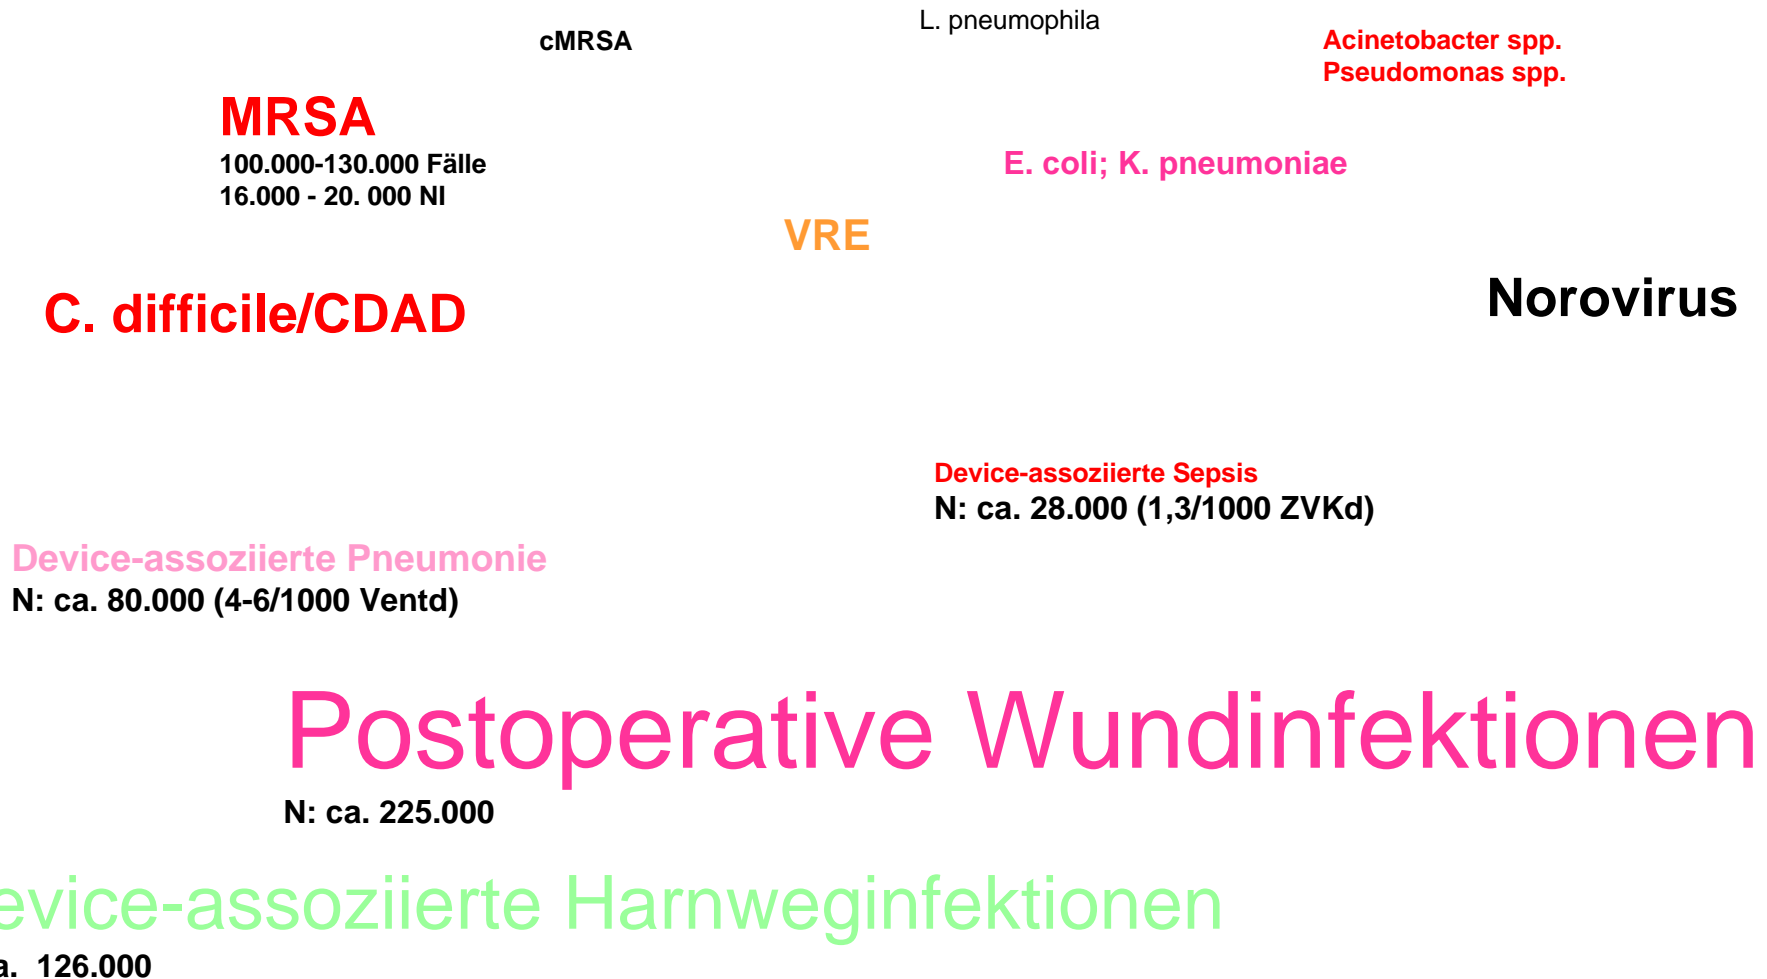 L. pneumophila
cMRSA
Acinetobacter spp.
Pseudomonas spp.
MRSA
100.000-130.000 Fälle
16.000 - 20. 000 NI
E. coli; K. pneumoniae
VRE
C. difficile/CDAD
Norovirus
Device-assoziierte Sepsis
N: ca. 28.000 (1,3/1000 ZVKd)
Device-assoziierte Pneumonie
N: ca. 80.000 (4-6/1000 Ventd)
Postoperative Wundinfektionen
N: ca. 225.000
evice-assoziierte Harnweginfektionen
a. 126.000